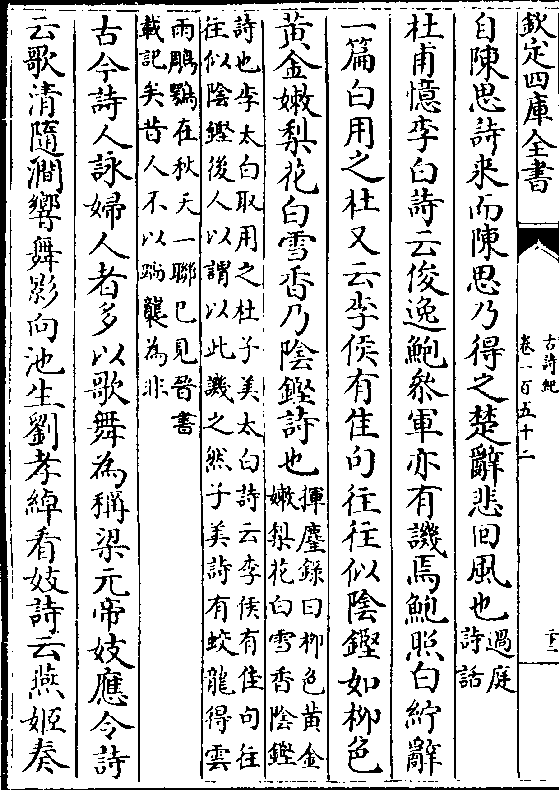 欽定四庫全書
古詩紀
卷一百五十二
自陳思詩来而陳思乃得之楚辭悲回風也
過庭
詩話
杜甫憶李白詩云俊逸鮑叅軍亦有譏焉鮑照白紵辭
一篇白用之杜又云李侯有佳句往往似陰鏗如柳色
黄金嫩梨花白雪香乃陰鏗詩也
揮麈錄曰柳色黄金
嫩梨花白雪香陰鏗
詩也李太白取用之杜子美太白詩云李侯有佳句往
往似陰鏗後人以謂以此譏之然子美詩有蛟龍得雲
雨鵰鶚在秋天一聯已見晉書
載記矣昔人不以蹈襲為非
古今詩人詠婦人者多以歌舞為稱梁元帝妓應令詩
云歌清隨澗響舞影向池生劉孝綽看妓詩云燕姬奏